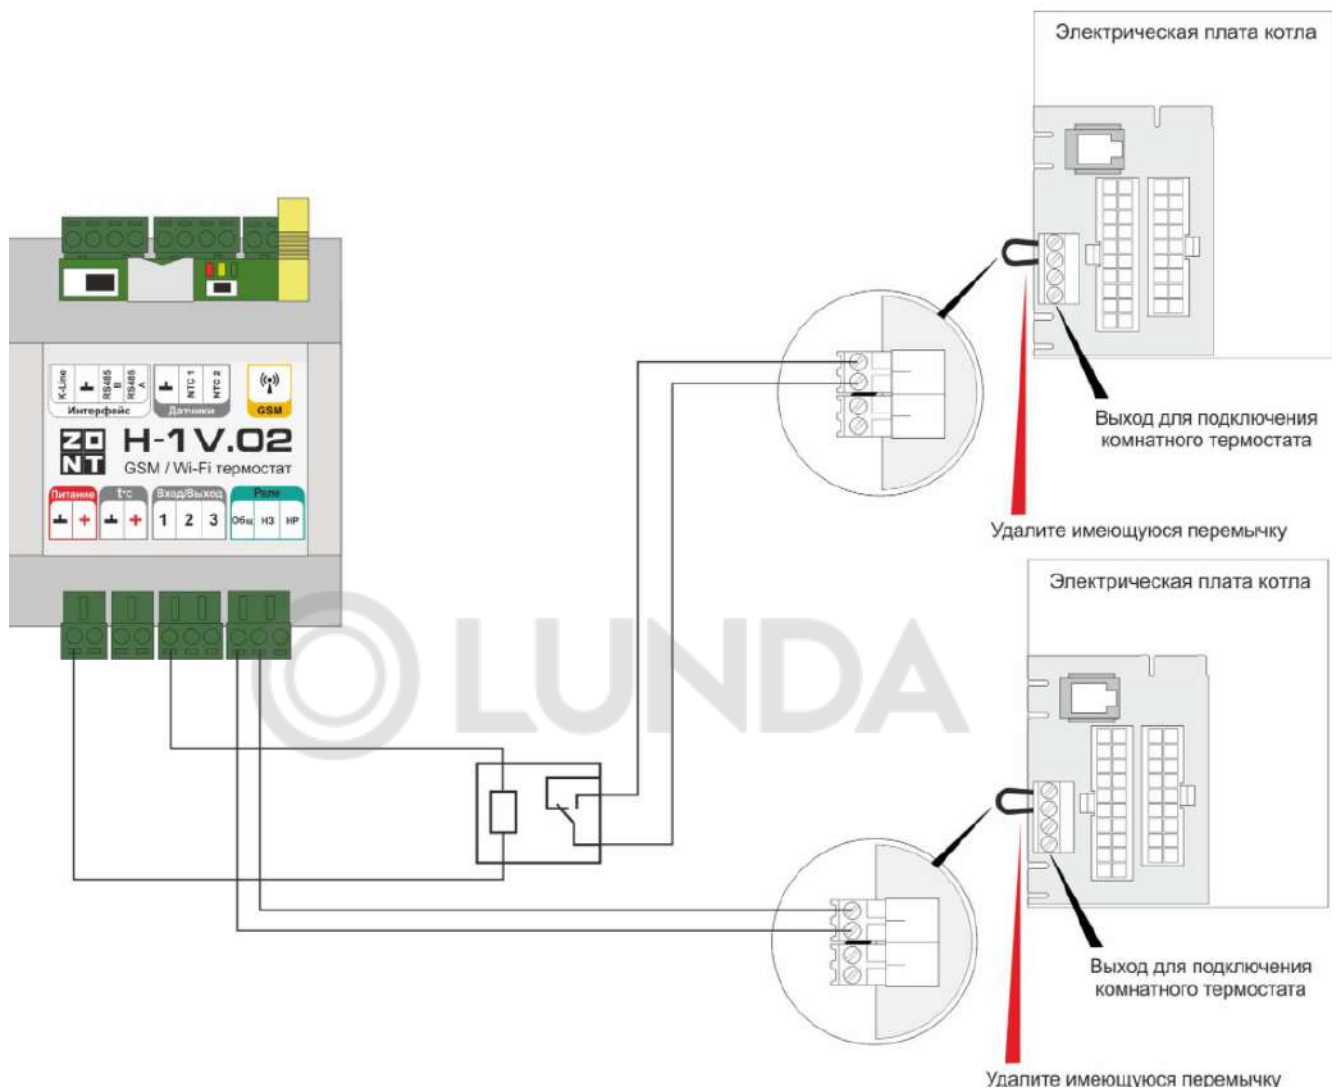 Электрическая плата котла
Выход для подключения
комнатного термостата
Удалите имеющуюся перемычку
K-Line
RS485 B
RS485 A
Интерфейс
NTC 1
NTC 2
Датчики
GSM
ZONT
H-1V.02
GSM / Wi-Fi термостат
Питание
t°C
Вход/Выход
Реле
+
+
1 2 3
Общ НЗ НР
LUNDA
Электрическая плата котла
Выход для подключения
комнатного термостата
Удалите имеющуюся перемычку